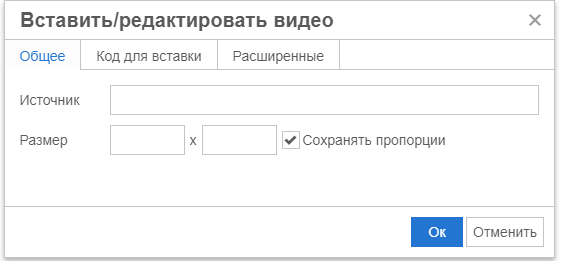 Вставить/редактировать видео
Общее Код для вставки Расширенные
Источник
Размер x Сохранять пропорции
Ок Отменить